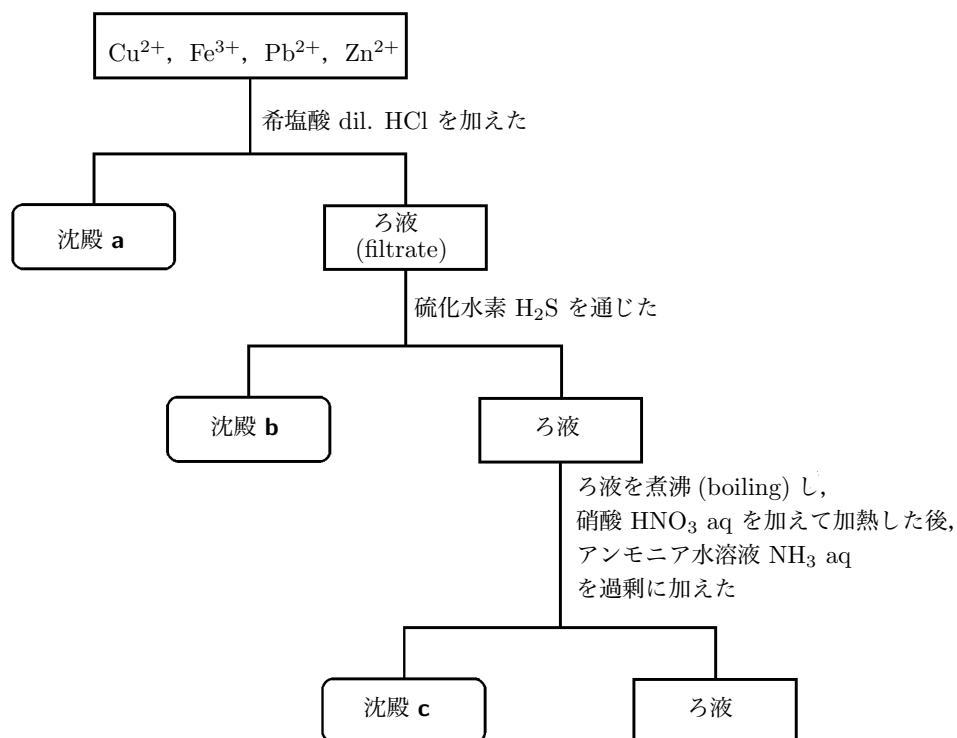 Cu²⁺, Fe³⁺, Pb²⁺, Zn²⁺
希塩酸 dil. HCl を加えた
沈殿 a
ろ液
(filtrate)
硫化水素 H₂S を通じた
沈殿 b
ろ液
ろ液を煮沸 (boiling) し,
硝酸 HNO₃ aq を加えて加熱した後,
アンモニア水溶液 NH₃ aq
を過剰に加えた
沈殿 c
ろ液